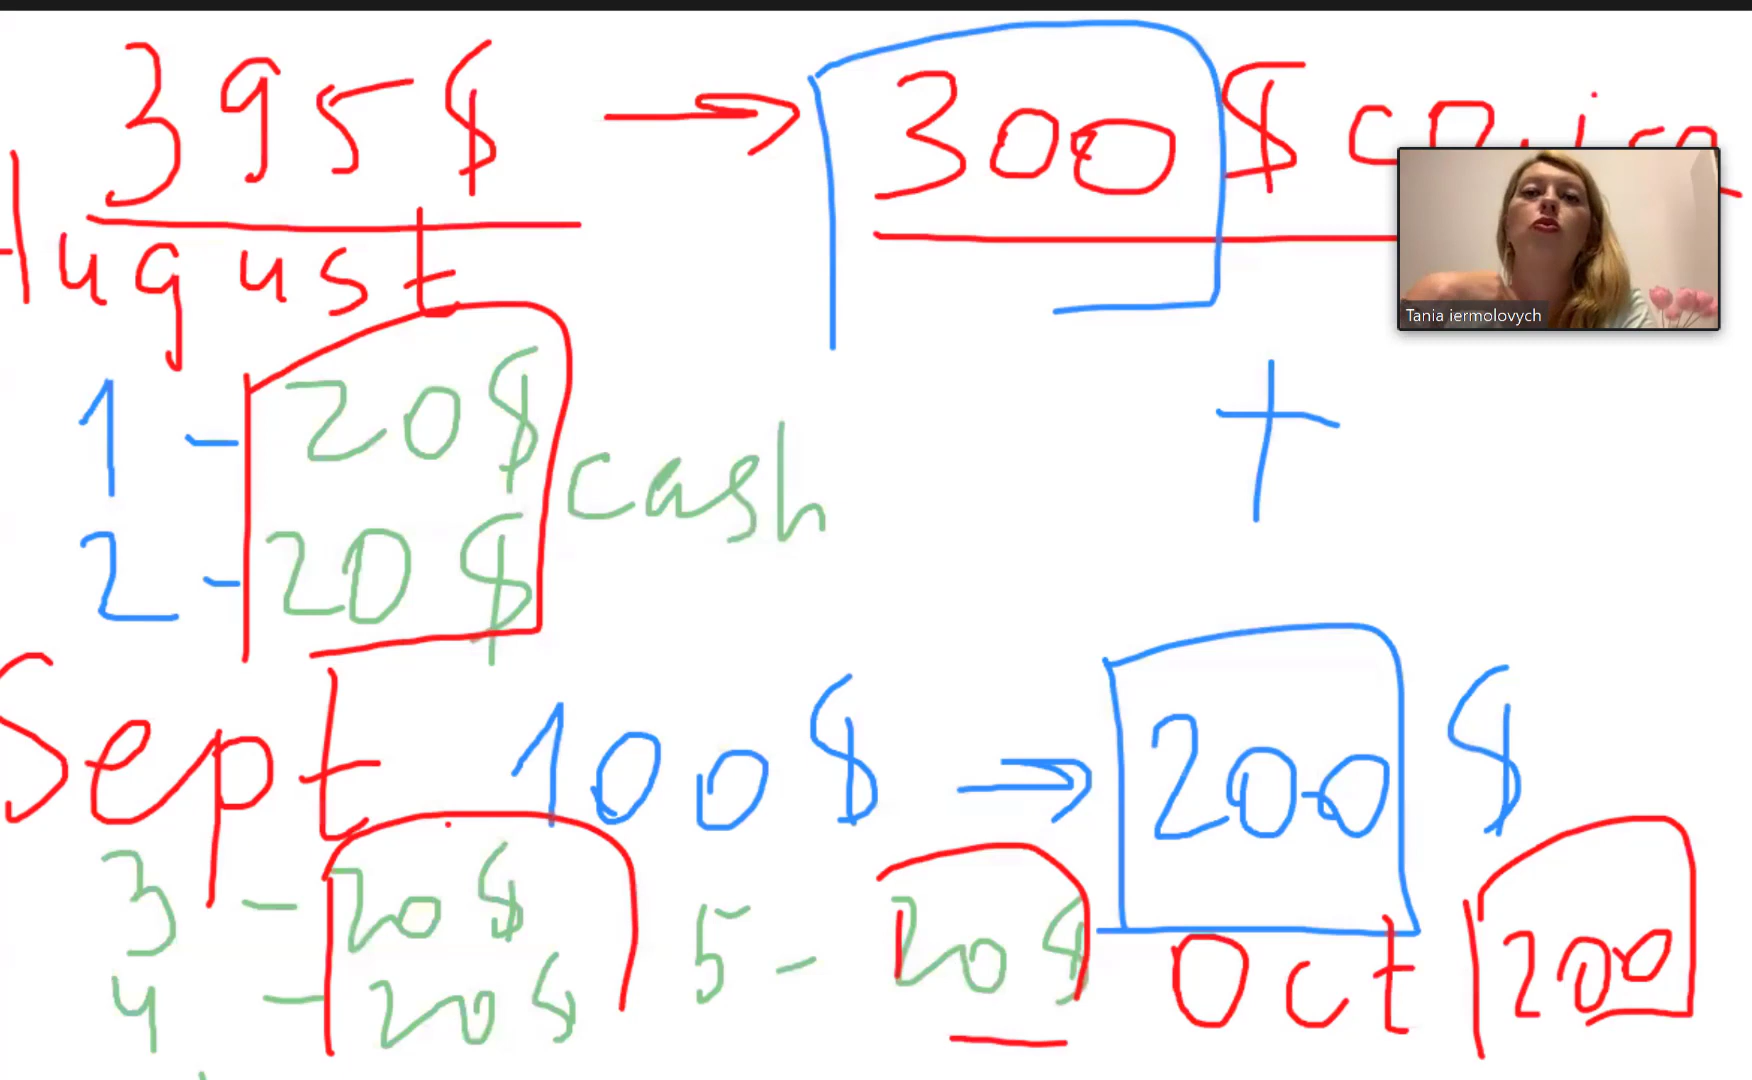 395$ → 300$
August
1 - 20$
cash
2 - 20$
Sept 100$ → 200$
3 - 20$ 5 - 20$ Oct 200
4 - 20$
Tania iermolovych